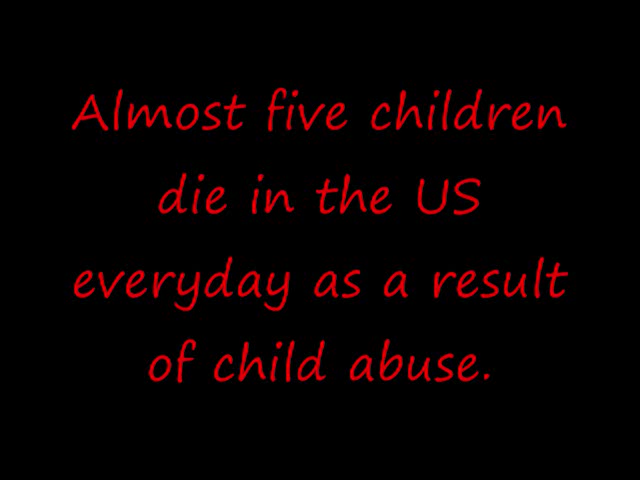 Almost five children
die in the US
everyday as a result
of child abuse.